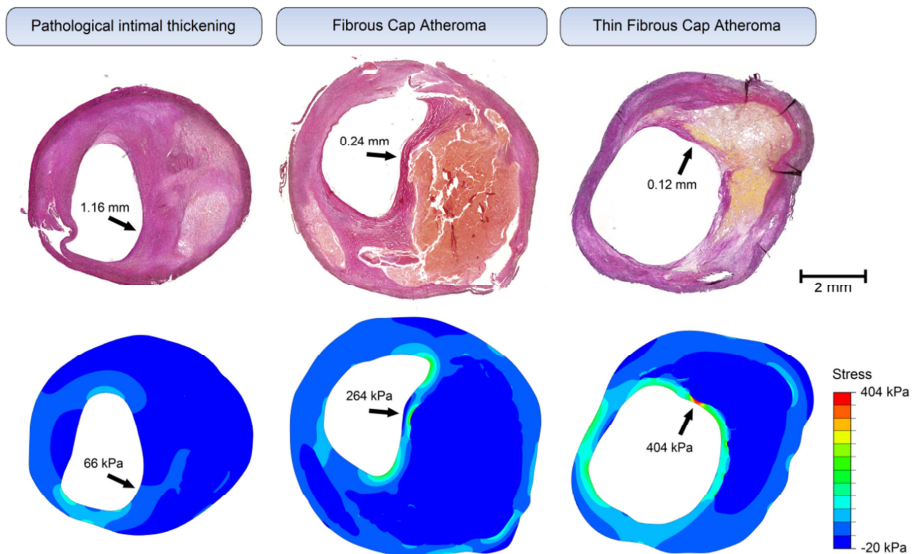 Pathological intimal thickening
Fibrous Cap Atheroma
Thin Fibrous Cap Atheroma
0.24 mm
0.12 mm
1.16 mm
2 mm
Stress
404 kPa
264 kPa
404 kPa
66 kPa
-20 kPa